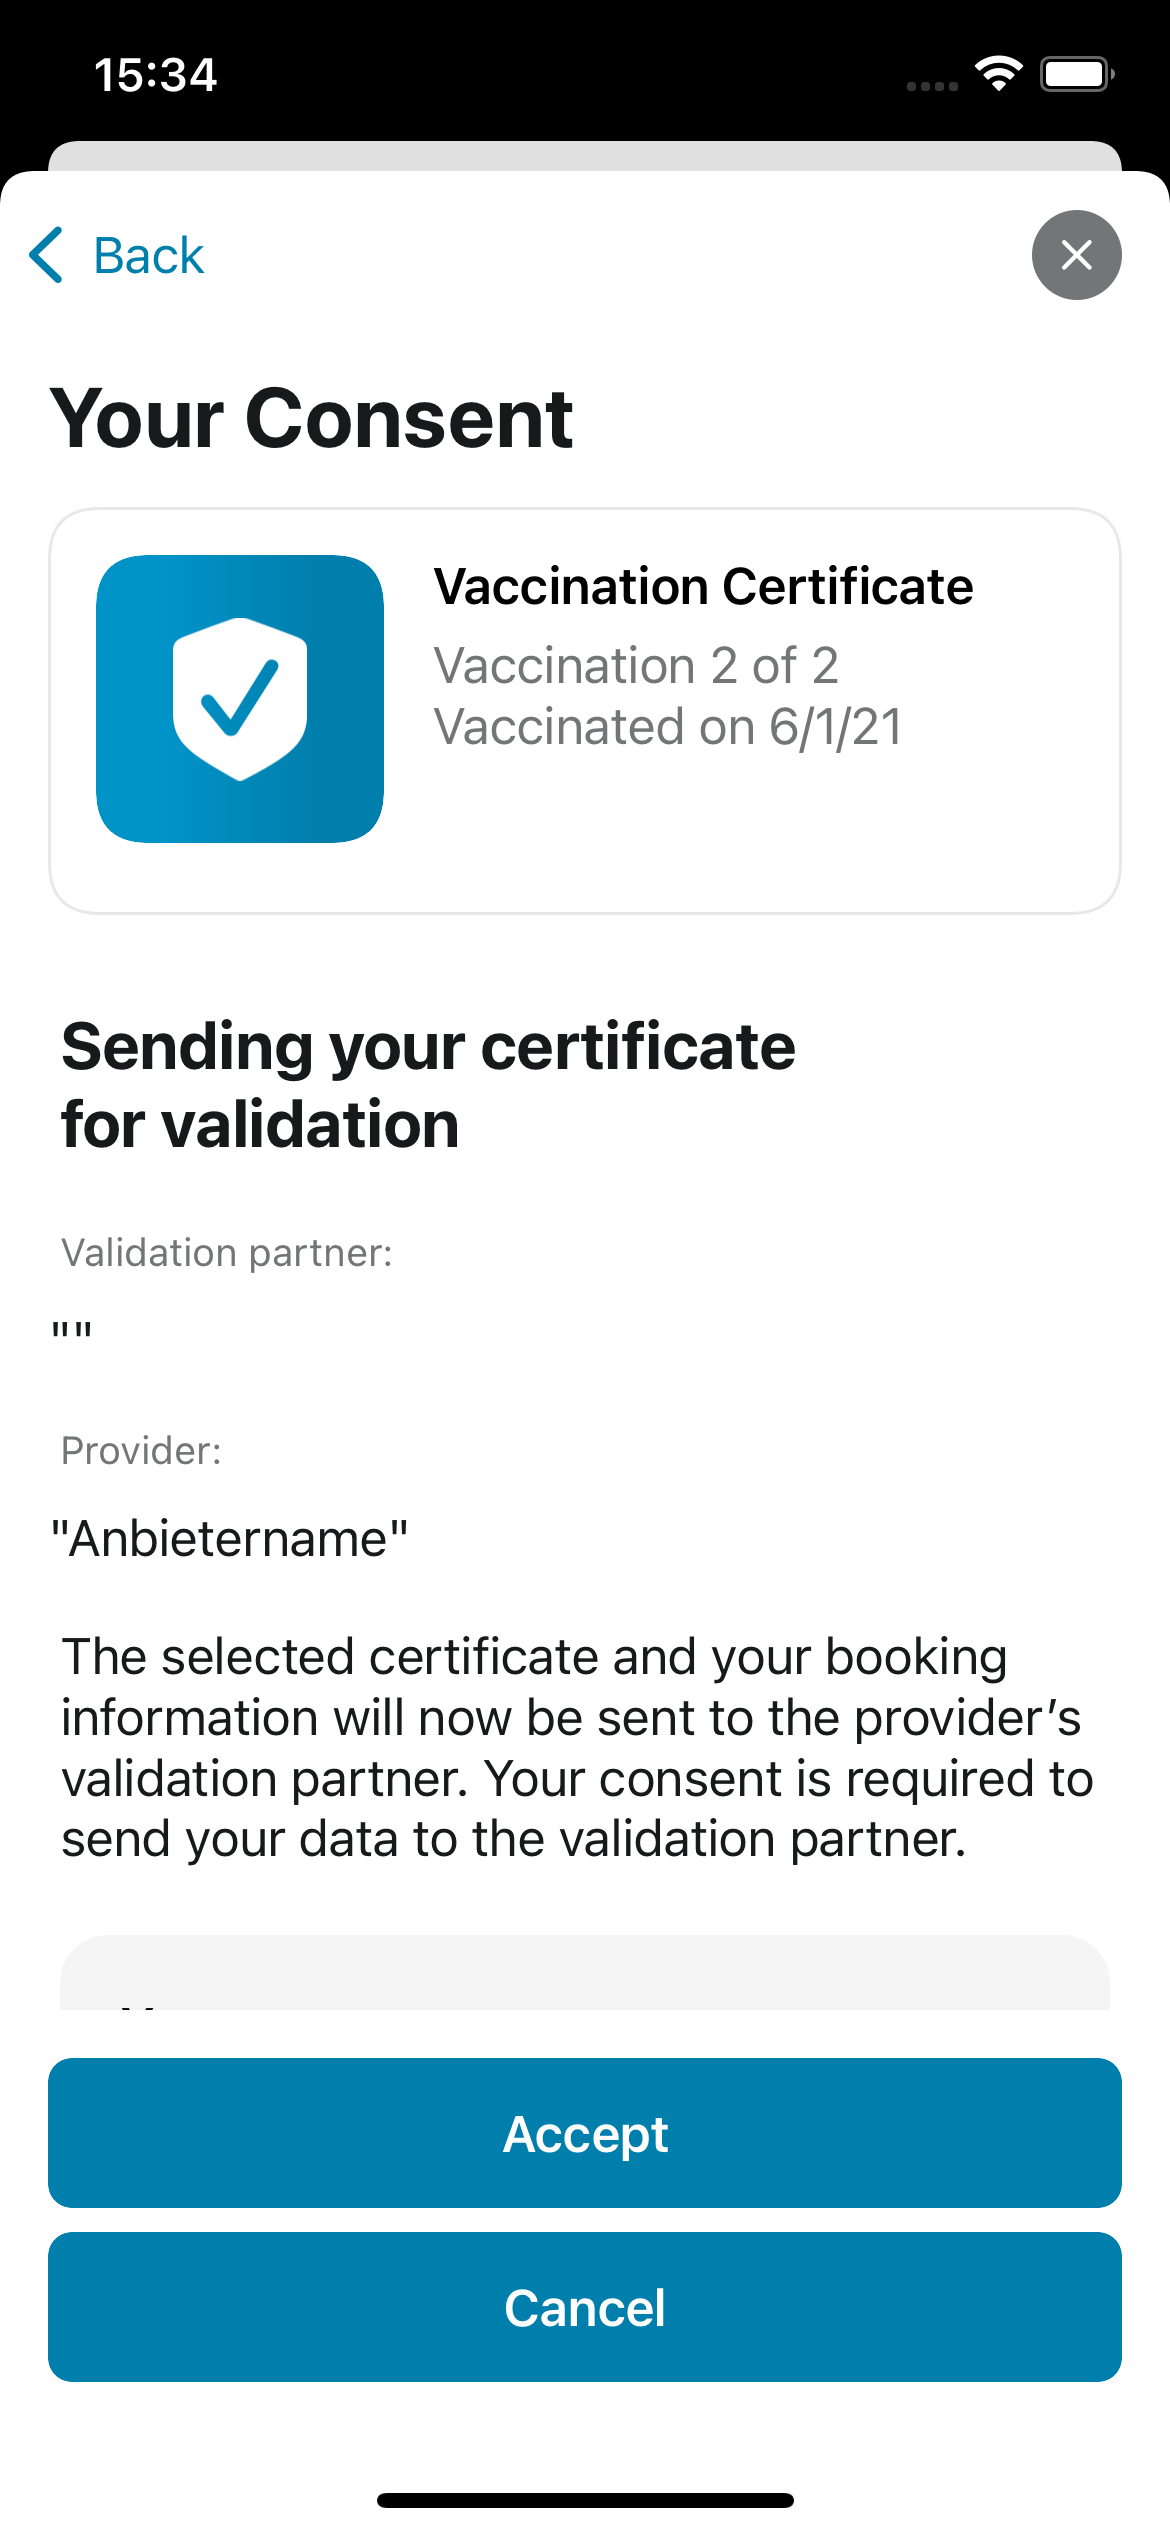 15:34
Back
Your Consent
Vaccination Certificate
Vaccination 2 of 2
Vaccinated on 6/1/21
Sending your certificate
for validation
Validation partner:
""
Provider:
"Anbietername"
The selected certificate and your booking
information will now be sent to the provider’s
validation partner. Your consent is required to
send your data to the validation partner.
Accept
Cancel